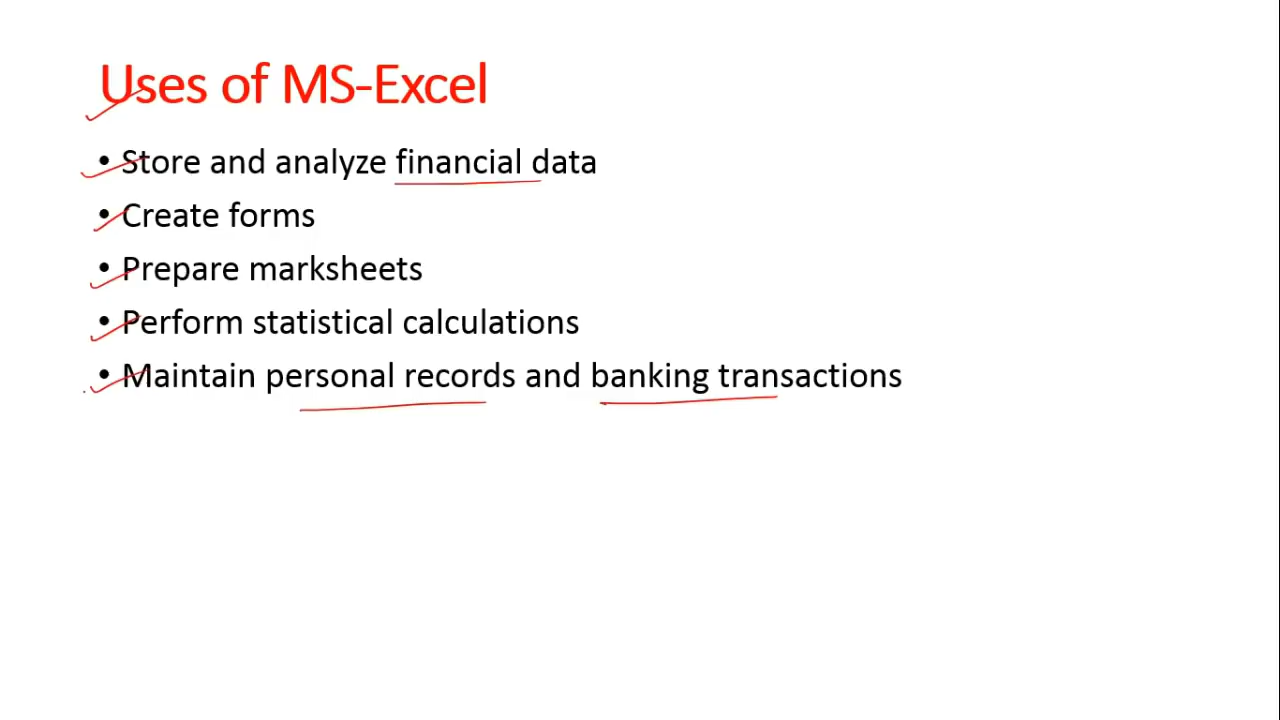 Uses of MS-Excel
• Store and analyze financial data
• Create forms
• Prepare marksheets
• Perform statistical calculations
• Maintain personal records and banking transactions